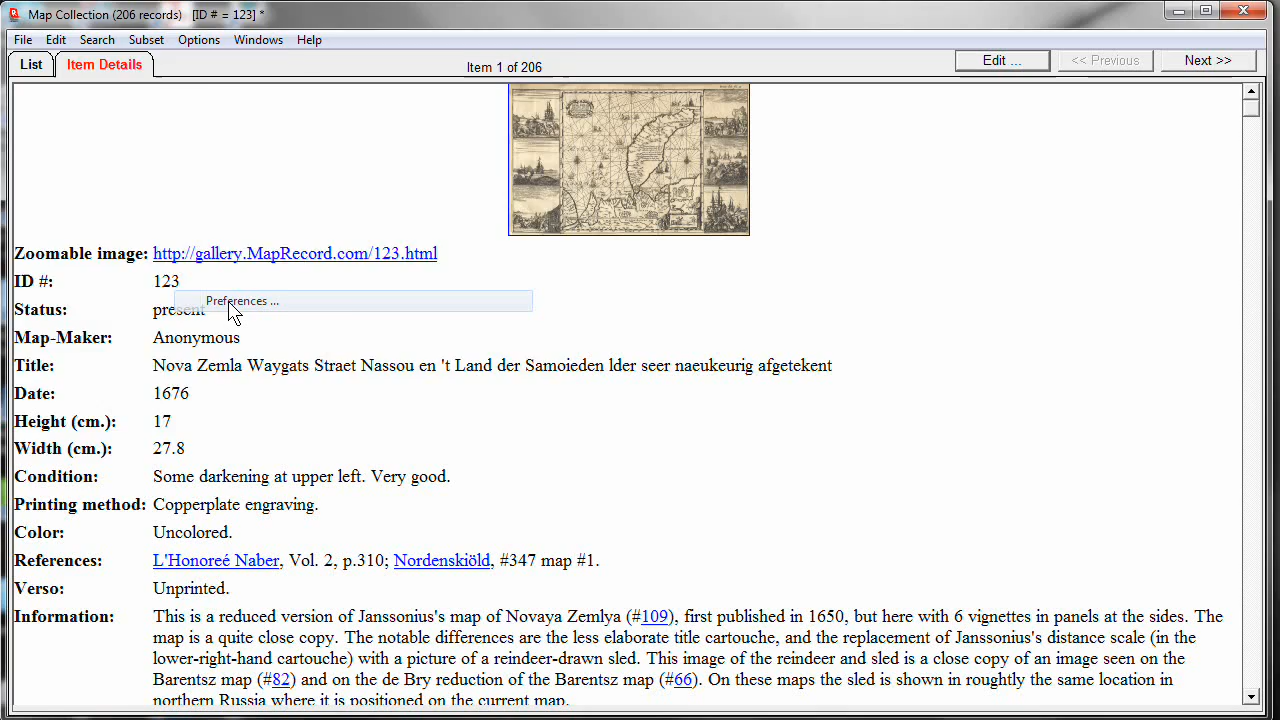 Map Collection (206 records) [ID # = 123] *
File Edit Search Subset Options Windows Help
List Item Details Item 1 of 206 Edit ... << Previous Next >>
Zoomable image: http://gallery.MapRecord.com/123.html
ID #: 123
Preferences ...
Status: present
Map-Maker: Anonymous
Title: Nova Zemla Waygats Straet Nassou en 't Land der Samoieden lder seer naeukeurig afgetekent
Date: 1676
Height (cm.): 17
Width (cm.): 27.8
Condition: Some darkening at upper left. Very good.
Printing method: Copperplate engraving.
Color: Uncolored.
References: L'Honoreé Naber, Vol. 2, p.310; Nordenskiöld, #347 map #1.
Verso: Unprinted.
Information: This is a reduced version of Janssonius's map of Novaya Zemlya (#109), first published in 1650, but here with 6 vignettes in panels at the sides. The
map is a quite close copy. The notable differences are the less elaborate title cartouche, and the replacement of Janssonius's distance scale (in the
lower-right-hand cartouche) with a picture of a reindeer-drawn sled. This image of the reindeer and sled is a close copy of an image seen on the
Barentsz map (#82) and on the de Bry reduction of the Barentsz map (#66). On these maps the sled is shown in roughtly the same location in
northern Russia where it is positioned on the current map.